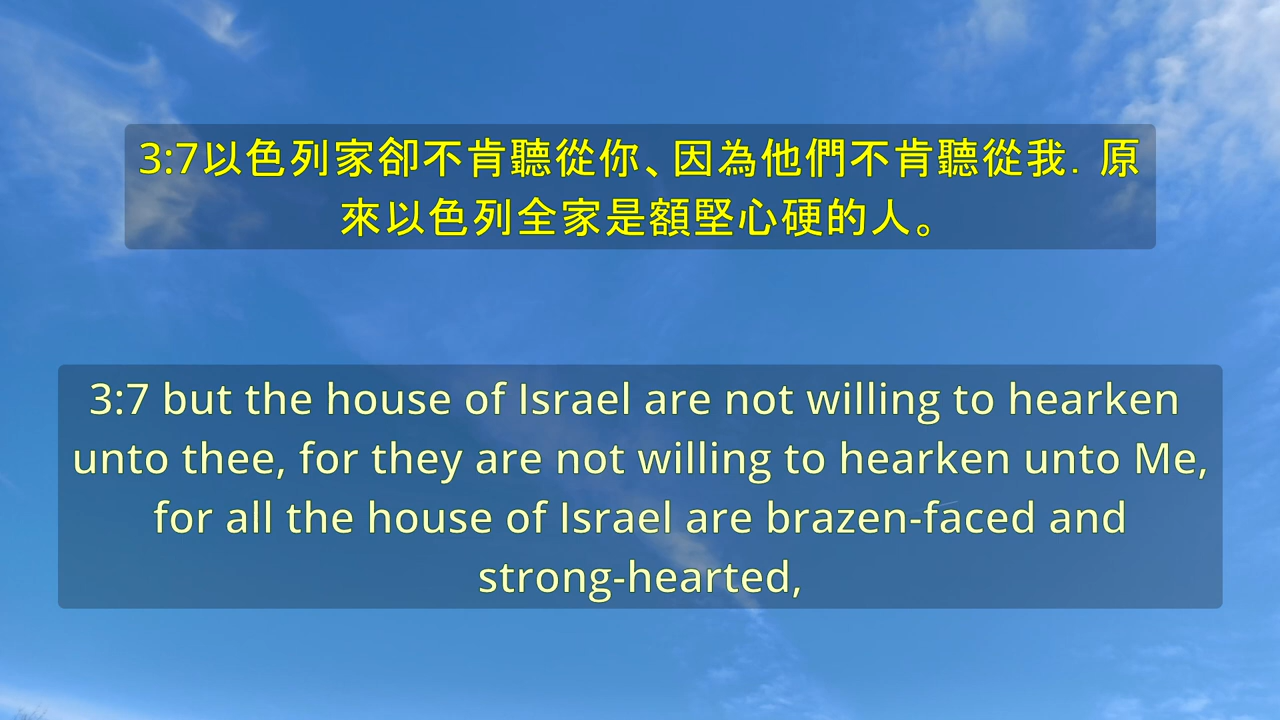 3:7以色列家卻不肯聽從你、因為他們不肯聽從我．原
來以色列全家是額堅心硬的人。
3:7 but the house of Israel are not willing to hearken
unto thee, for they are not willing to hearken unto Me,
for all the house of Israel are brazen-faced and
strong-hearted,